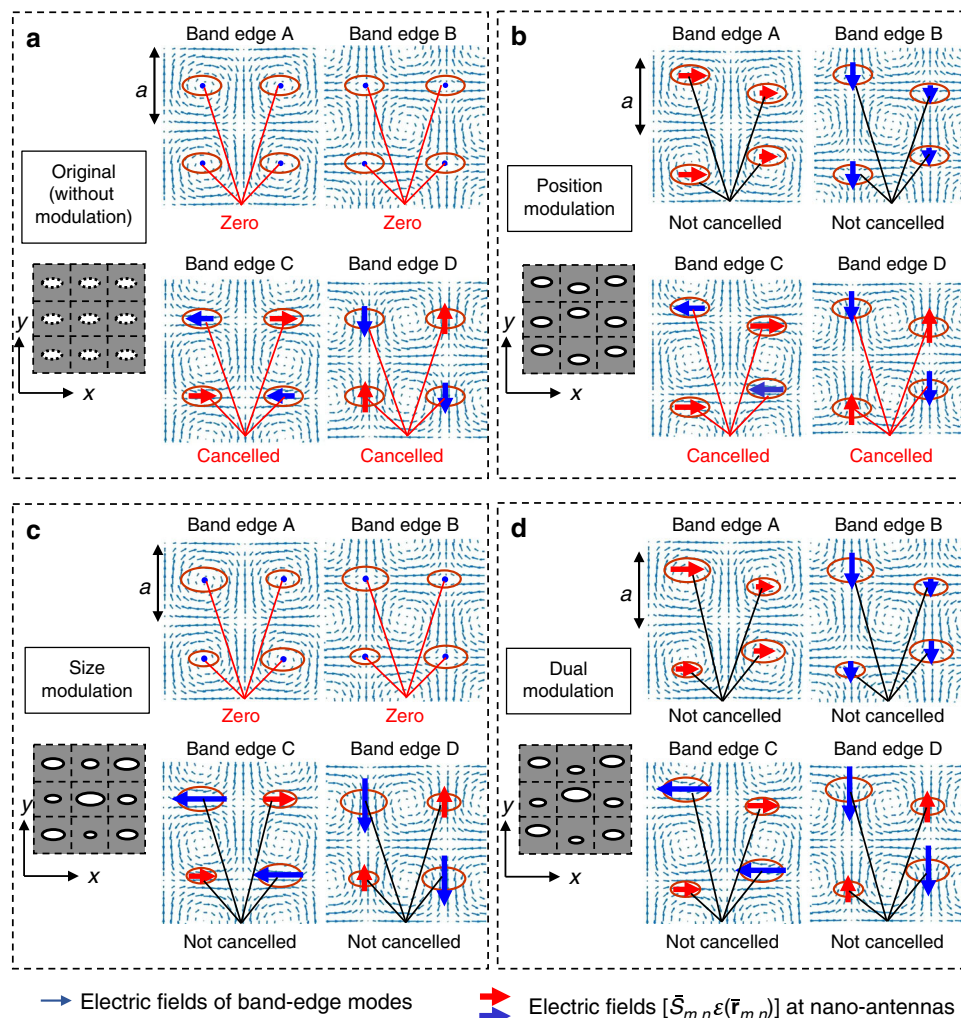 a
Band edge A
Band edge B
a
Original
(without
modulation)
Zero
Zero
Band edge C
Band edge D
y
x
Cancelled
Cancelled
b
Band edge A
Band edge B
a
Position
modulation
Not cancelled
Not cancelled
Band edge C
Band edge D
y
x
Cancelled
Cancelled
c
Band edge A
Band edge B
a
Size
modulation
Zero
Zero
Band edge C
Band edge D
y
x
Not cancelled
Not cancelled
d
Band edge A
Band edge B
a
Dual
modulation
Not cancelled
Not cancelled
Band edge C
Band edge D
y
x
Not cancelled
Not cancelled
Electric fields of band-edge modes
Electric fields [S̄m,nε(r̄m,n)] at nano-antennas